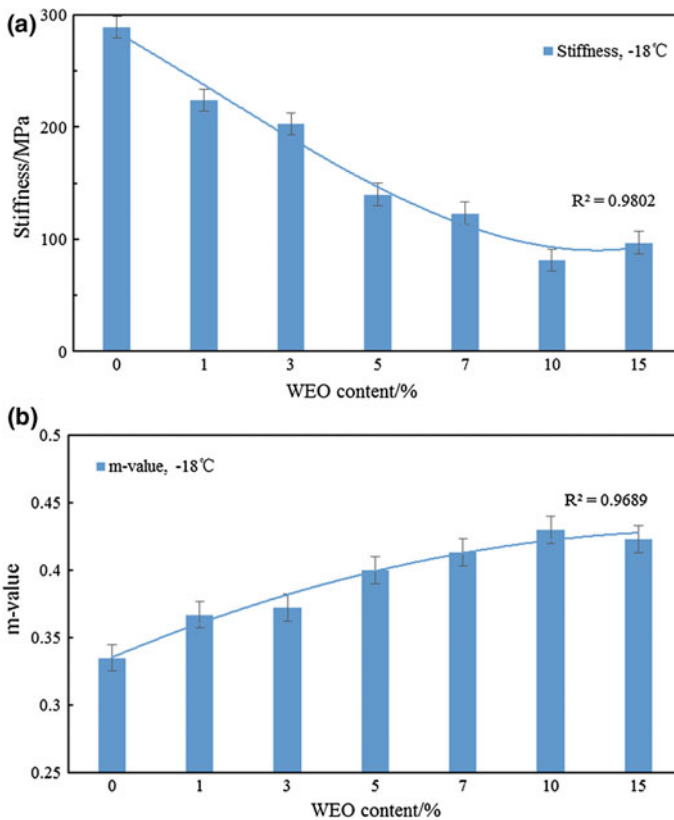 (a)
300
200
100
0
Stiffness/MPa
Stiffness, -18℃
R² = 0.9802
0 1 3 5 7 10 15
WEO content/%
(b)
0.5
0.45
0.4
0.35
0.3
0.25
m-value
m-value, -18℃
R² = 0.9689
0 1 3 5 7 10 15
WEO content/%